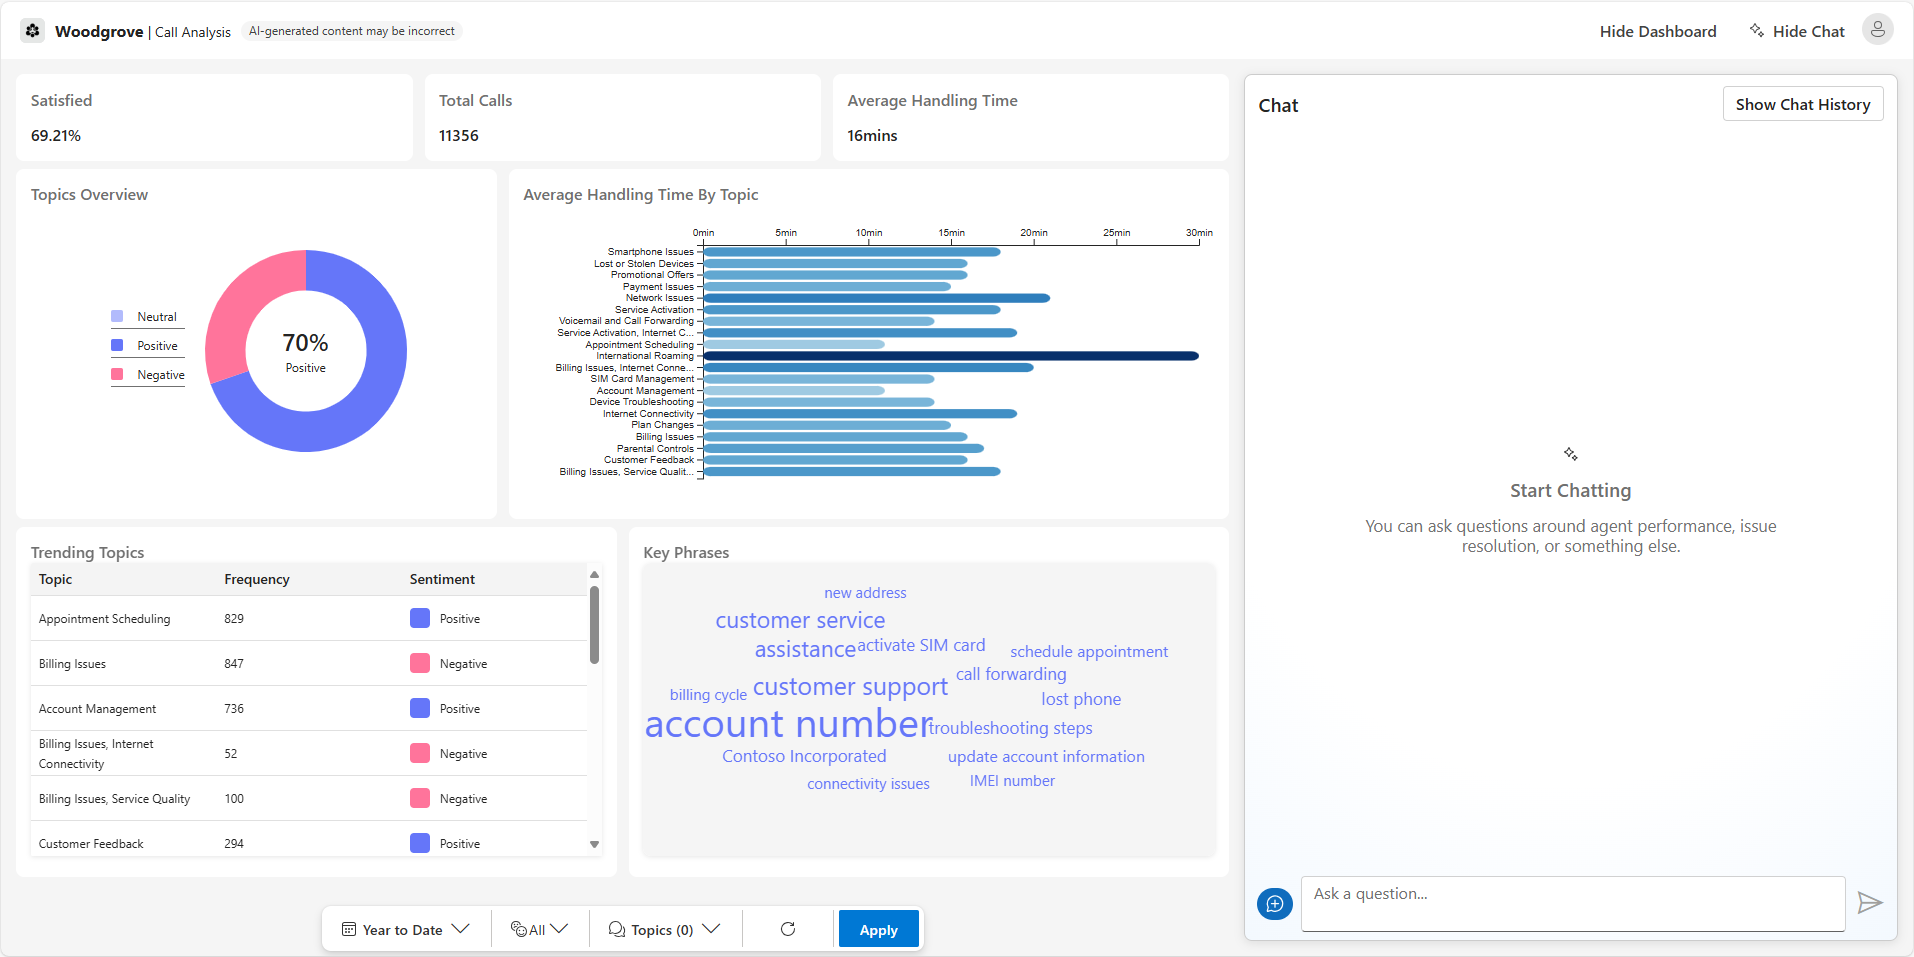 Woodgrove | Call Analysis
AI-generated content may be incorrect
Hide Dashboard
Hide Chat
Satisfied
69.21%
Total Calls
11356
Average Handling Time
16mins
Topics Overview
Neutral
Positive
Negative
70%
Positive
Average Handling Time By Topic
0min 5min 10min 15min 20min 25min 30min
Smartphone Issues
Lost or Stolen Devices
Promotional Offers
Payment Issues
Network Issues
Service Activation
Voicemail and Call Forwarding
Service Activation, Internet C...
Appointment Scheduling
International Roaming
Billing Issues, Internet Conne...
SIM Card Management
Account Management
Device Troubleshooting
Internet Connectivity
Plan Changes
Billing Issues
Parental Controls
Customer Feedback
Billing Issues, Service Qualit...
Trending Topics
Topic Frequency Sentiment
Appointment Scheduling 829 Positive
Billing Issues 847 Negative
Account Management 736 Positive
Billing Issues, Internet
Connectivity 52 Negative
Billing Issues, Service Quality 100 Negative
Customer Feedback 294 Positive
Key Phrases
new address
customer service
assistance
activate SIM card
schedule appointment
call forwarding
billing cycle
customer support
lost phone
account number
troubleshooting steps
Contoso Incorporated
update account information
connectivity issues
IMEI number
Year to Date
All
Topics (0)
Apply
Chat
Show Chat History
Start Chatting
You can ask questions around agent performance, issue
resolution, or something else.
Ask a question...